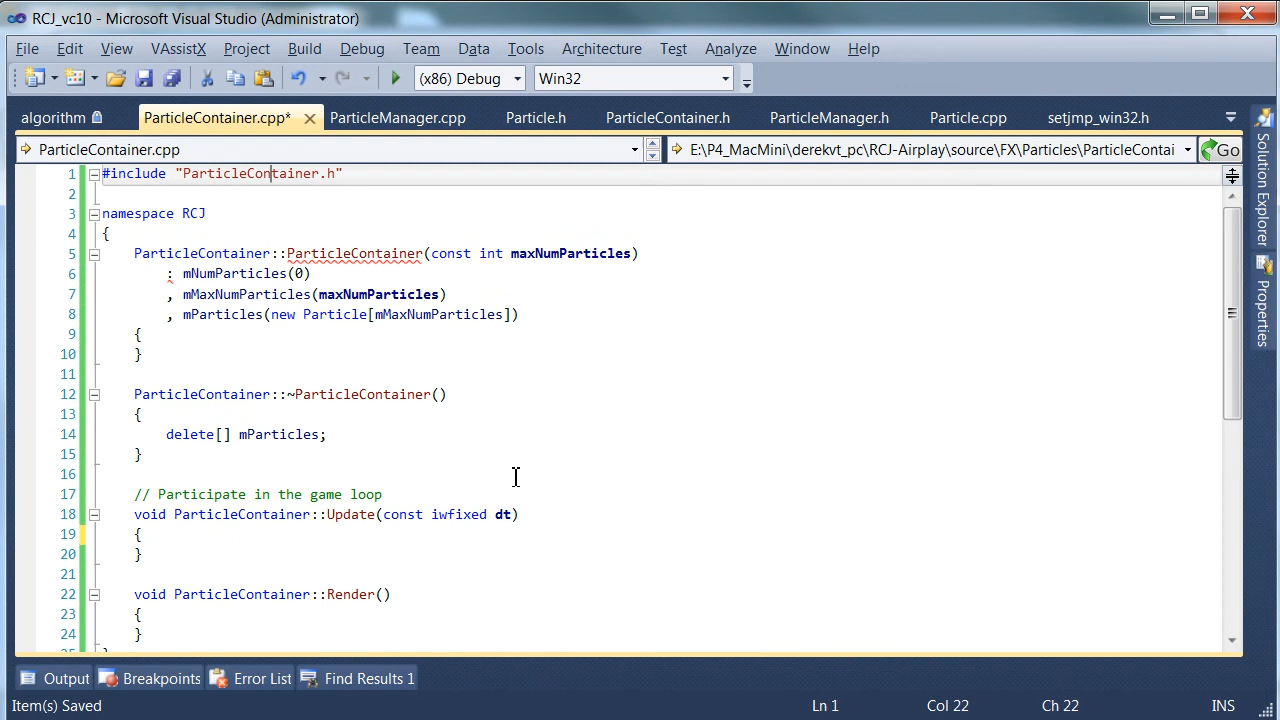 RCJ_vc10 - Microsoft Visual Studio (Administrator)
File Edit View VAssistX Project Build Debug Team Data Tools Architecture Test Analyze Window Help
(x86) Debug Win32
algorithm ParticleContainer.cpp* ParticleManager.cpp Particle.h ParticleContainer.h ParticleManager.h Particle.cpp setjmp_win32.h
ParticleContainer.cpp E:\P4_MacMini\derekvt_pc\RCJ-Airplay\source\FX\Particles\ParticleContai Go
1 #include "ParticleContainer.h"
2
3 namespace RCJ
4 {
5 ParticleContainer::ParticleContainer(const int maxNumParticles)
6 : mNumParticles(0)
7 , mMaxNumParticles(maxNumParticles)
8 , mParticles(new Particle[mMaxNumParticles])
9 {
10 }
11
12 ParticleContainer::~ParticleContainer()
13 {
14 delete[] mParticles;
15 }
16
17 // Participate in the game loop
18 void ParticleContainer::Update(const iwfixed dt)
19 {
20 }
21
22 void ParticleContainer::Render()
23 {
24 }
Solution Explorer
Properties
Output Breakpoints Error List Find Results 1
Item(s) Saved Ln 1 Col 22 Ch 22 INS